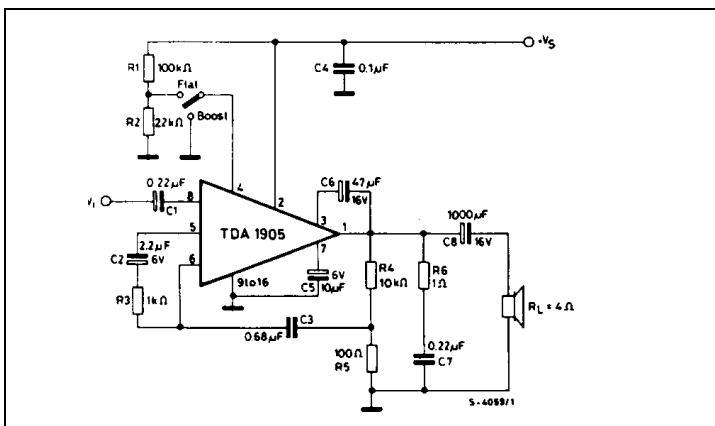 +VS
R1
100kΩ
C4
0.1µF
Flat
R2
22kΩ
Boost
4
2
C6
47µF
16V
0.22µF
VI
8
C1
3
1
TDA 1905
1000µF
C8
16V
5
7
2.2µF
C2
6V
6
6V
C5
10µF
R4
10kΩ
R6
1Ω
9to16
R3
1kΩ
RL = 4Ω
C3
0.68µF
0.22µF
C7
100Ω
R5
S-4059/1